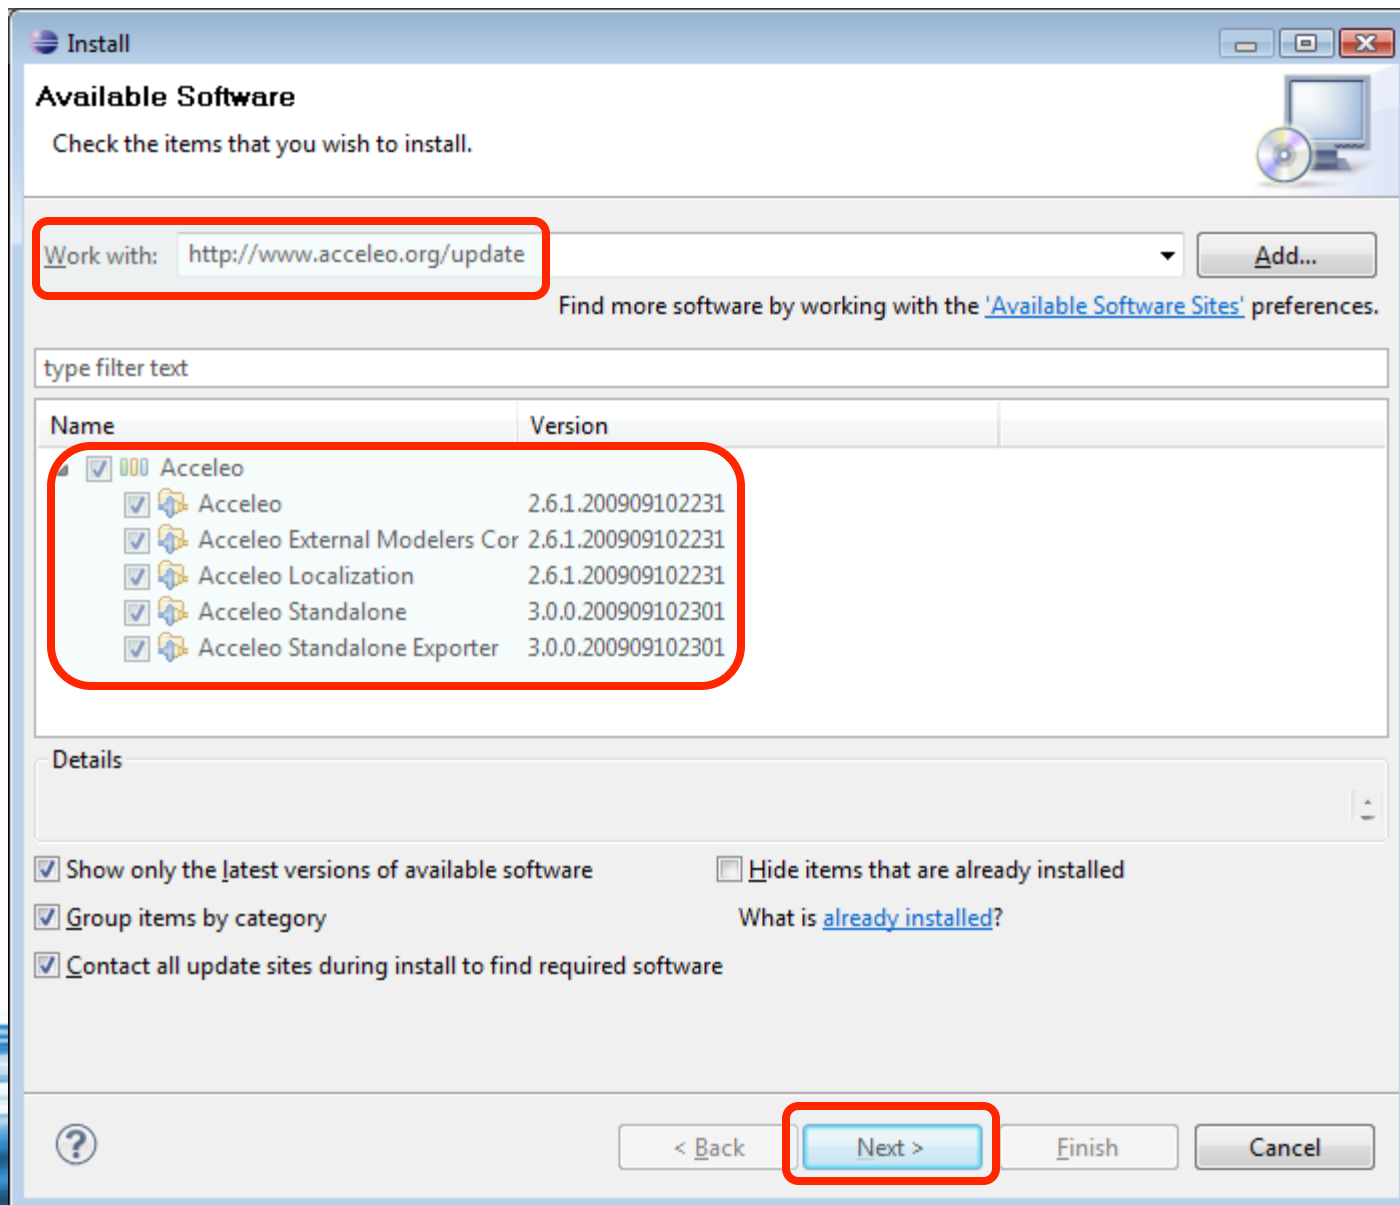 Install
Available Software
Check the items that you wish to install.
Work with: http://www.acceleo.org/update Add...
Find more software by working with the 'Available Software Sites' preferences.
type filter text
Name Version
Acceleo
Acceleo 2.6.1.200909102231
Acceleo External Modelers Cor 2.6.1.200909102231
Acceleo Localization 2.6.1.200909102231
Acceleo Standalone 3.0.0.200909102301
Acceleo Standalone Exporter 3.0.0.200909102301
Details
Show only the latest versions of available software Hide items that are already installed
Group items by category What is already installed?
Contact all update sites during install to find required software
? < Back Next > Finish Cancel